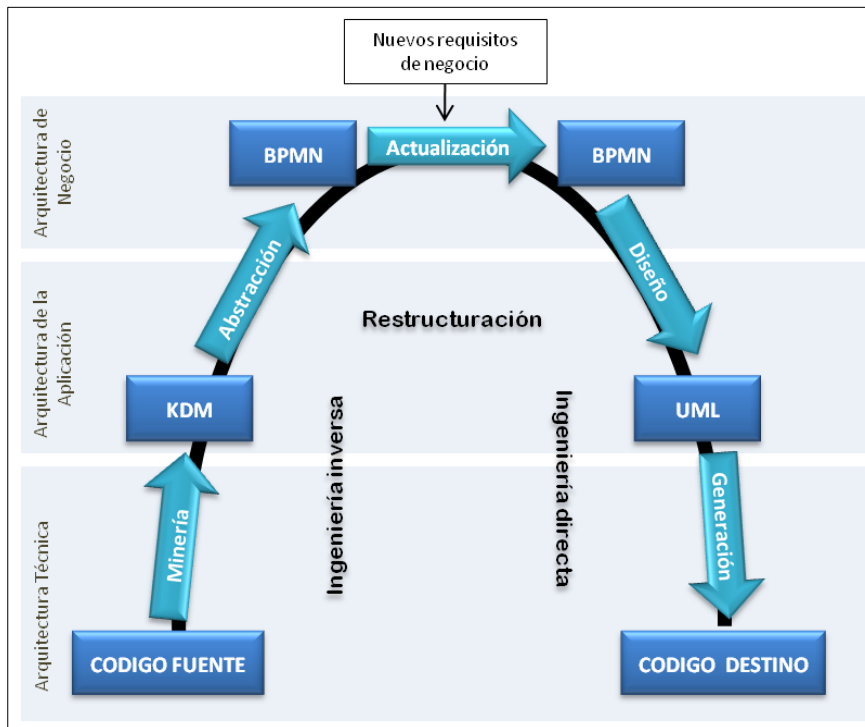 Nuevos requisitos
de negocio
Arquitectura de
Negocio
BPMN
Actualización
BPMN
Abstracción
Diseño
Arquitectura de la
Aplicación
Restructuración
KDM
UML
Ingeniería inversa
Ingeniería directa
Arquitectura Técnica
Minería
Generación
CODIGO FUENTE
CODIGO DESTINO